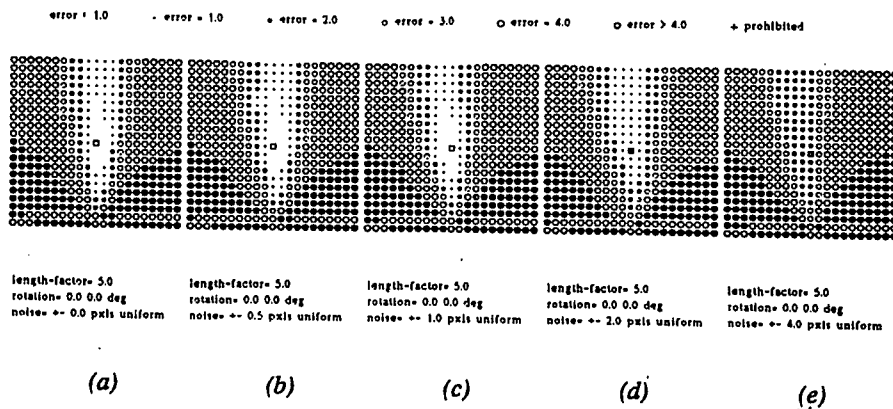 error < 1.0 error = 1.0 error = 2.0 error = 3.0 error = 4.0 error > 4.0 + prohibited
length-factor= 5.0 length-factor= 5.0 length-factor= 5.0 length-factor= 5.0 length-factor= 5.0
rotation= 0.0 0.0 deg rotation= 0.0 0.0 deg rotation= 0.0 0.0 deg rotation= 0.0 0.0 deg rotation= 0.0 0.0 deg
noise= +- 0.0 pxls uniform noise= +- 0.5 pxls uniform noise= +- 1.0 pxls uniform noise= +- 2.0 pxls uniform noise= +- 4.0 pxls uniform
(a) (b) (c) (d) (e)